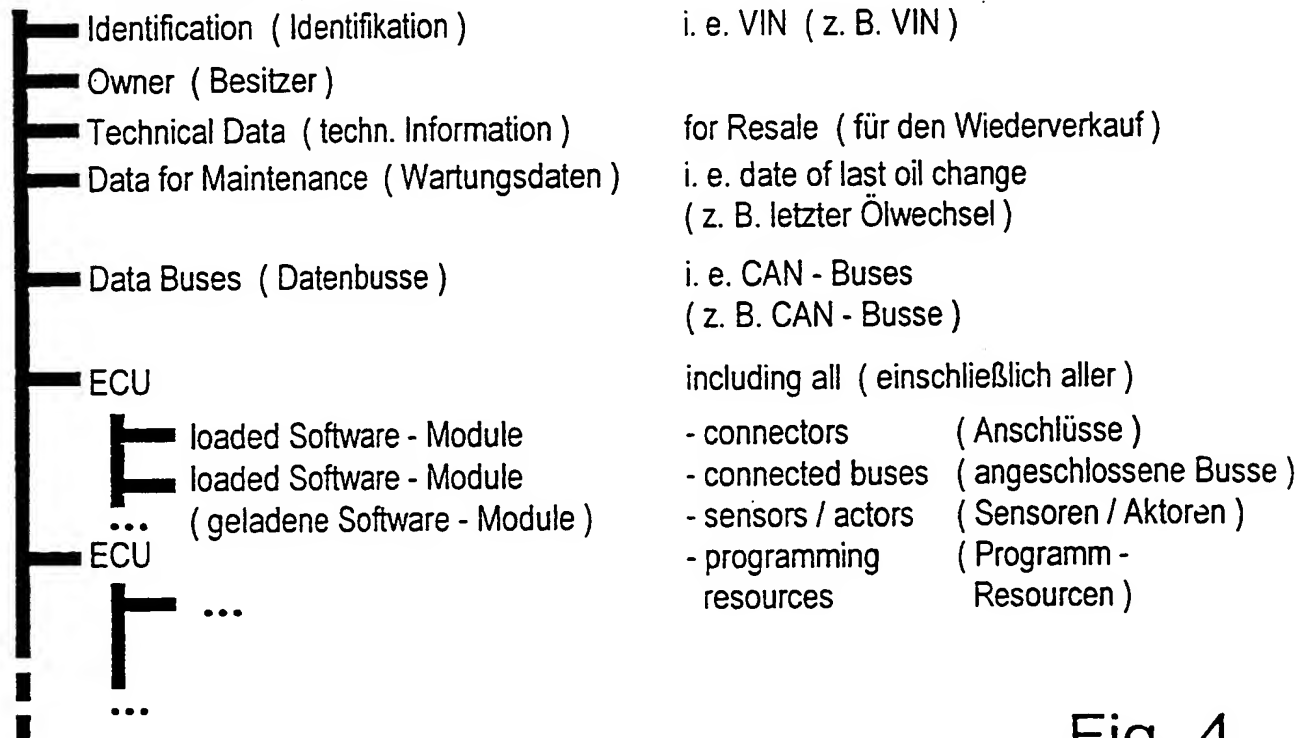 Identification ( Identifikation ) i. e. VIN ( z. B. VIN )
Owner ( Besitzer )
Technical Data ( techn. Information ) for Resale ( für den Wiederverkauf )
Data for Maintenance ( Wartungsdaten ) i. e. date of last oil change
( z. B. letzter Ölwechsel )
Data Buses ( Datenbusse ) i. e. CAN - Buses
( z. B. CAN - Busse )
ECU including all ( einschließlich aller )
loaded Software - Module - connectors ( Anschlüsse )
loaded Software - Module - connected buses ( angeschlossene Busse )
... ( geladene Software - Module ) - sensors / actors ( Sensoren / Aktoren )
ECU - programming ( Programm -
... resources Resourcen )
...
Fig. 4